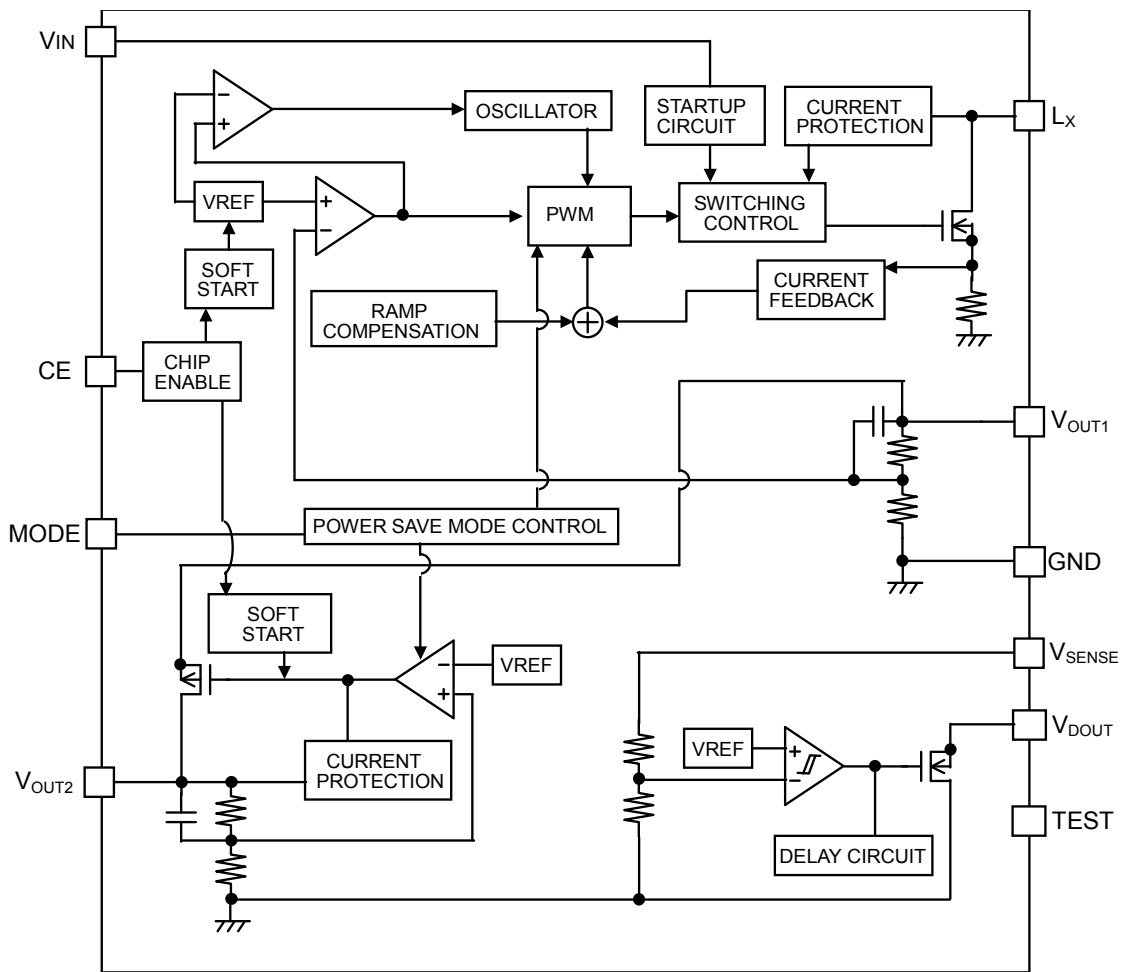 VIN
OSCILLATOR
STARTUP
CIRCUIT
CURRENT
PROTECTION
LX
−
+
VREF
+
−
PWM
SWITCHING
CONTROL
SOFT
START
RAMP
COMPENSATION
+
CURRENT
FEEDBACK
CE
CHIP
ENABLE
VOUT1
MODE
POWER SAVE MODE CONTROL
GND
SOFT
START
−
+
VREF
VSENSE
VREF
+
−
VDOUT
VOUT2
CURRENT
PROTECTION
TEST
DELAY CIRCUIT